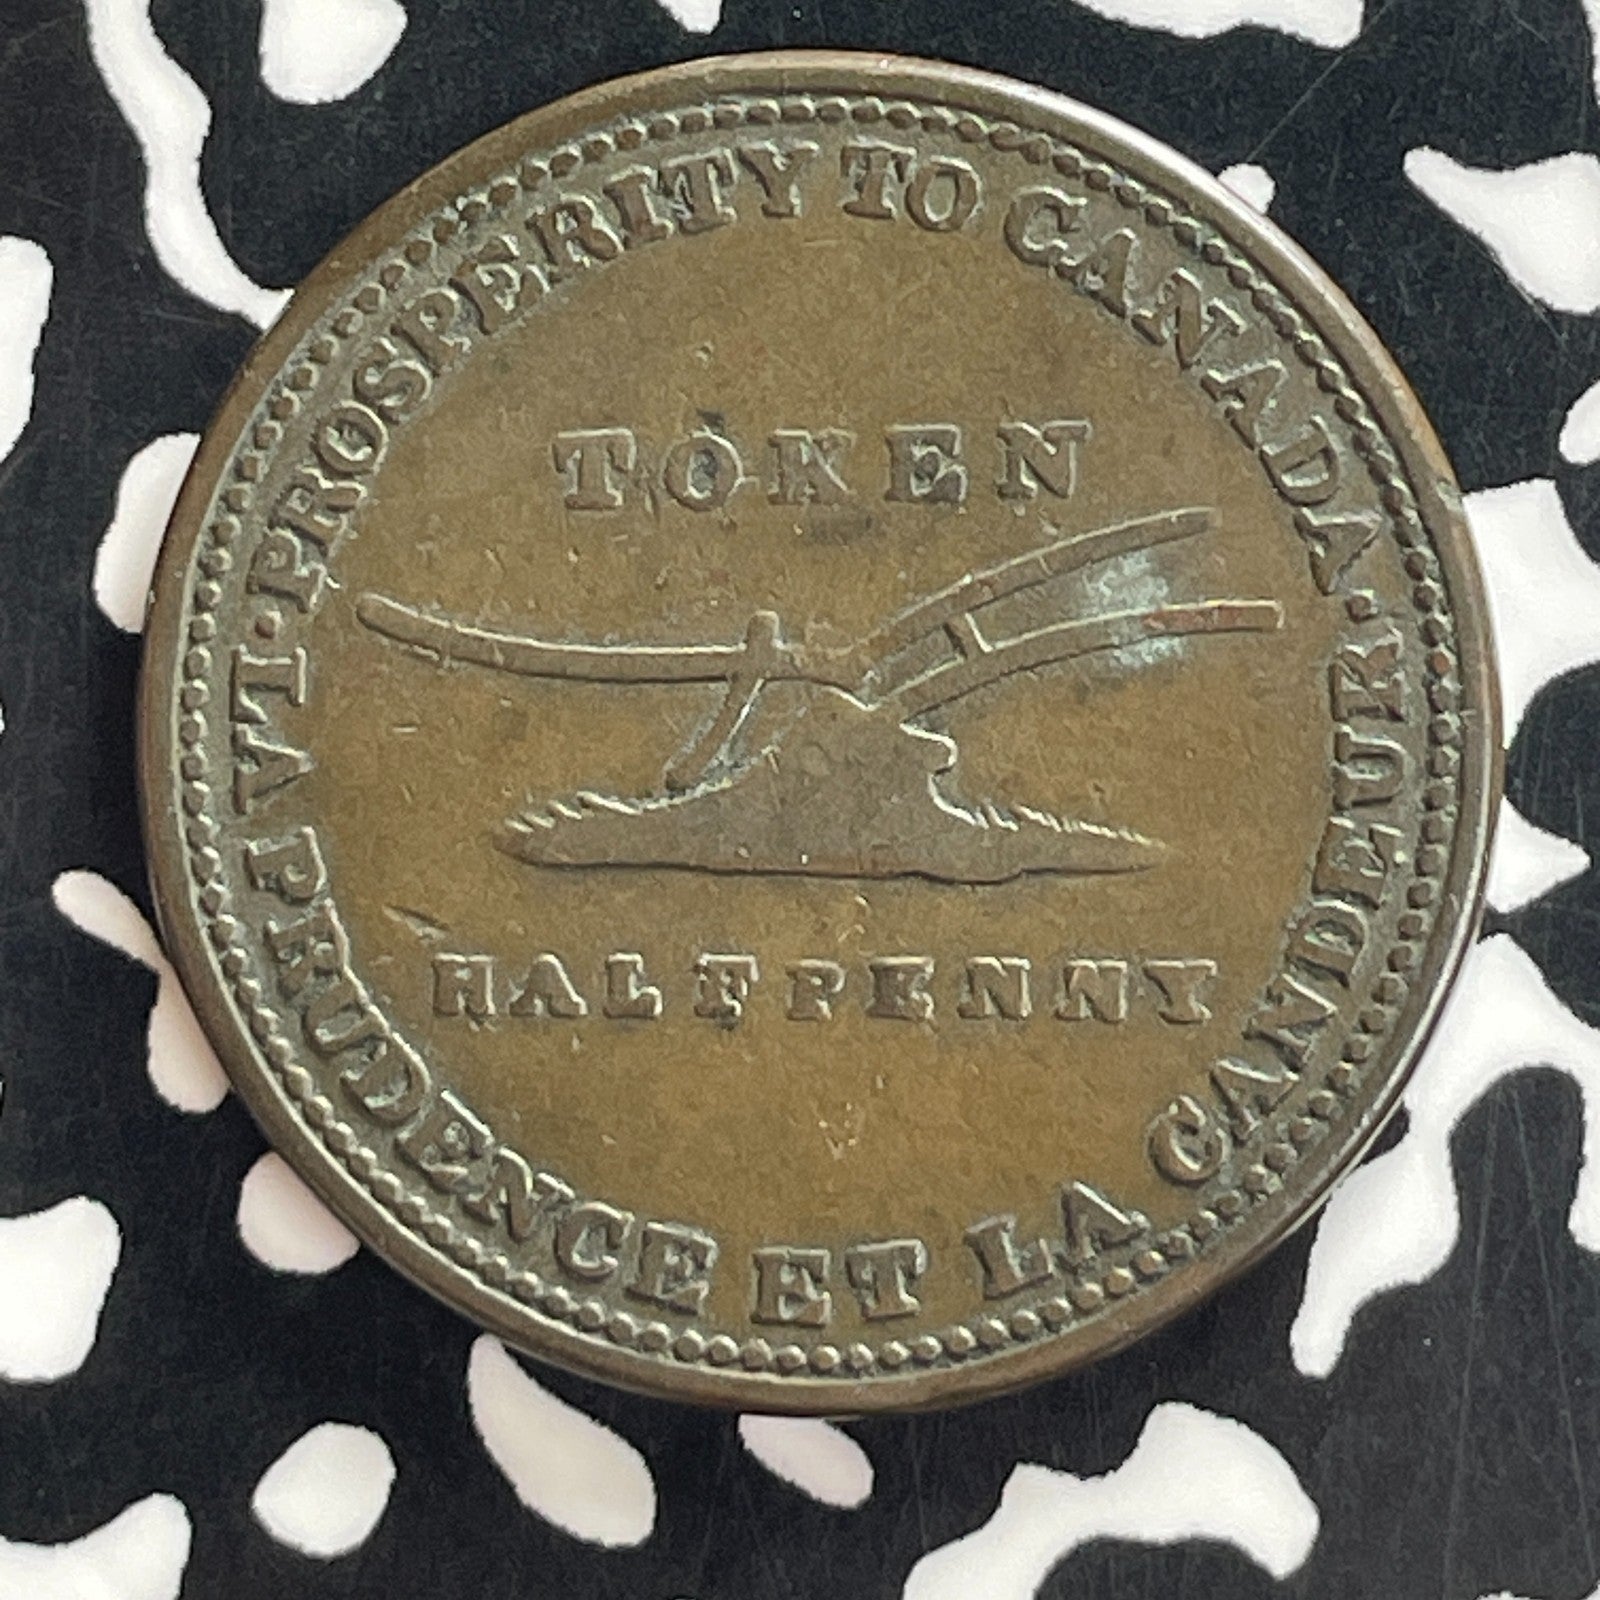 · PROSPERITY TO CANADA ·
TOKEN
HALFPENNY
LA PRUDENCE ET LA CANDEUR